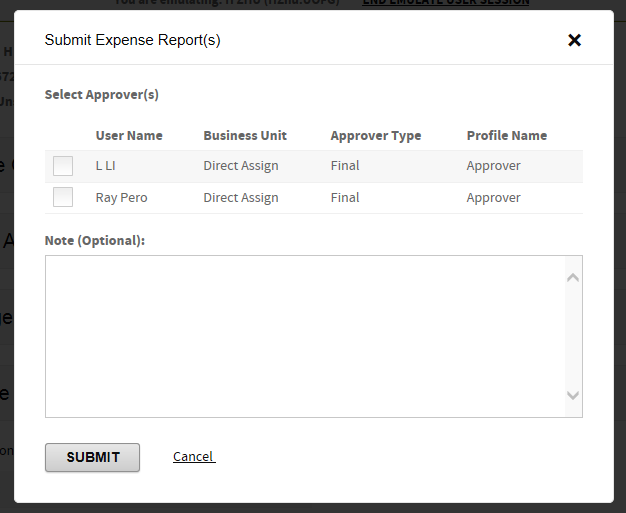 You are emulating:
END EMULATE USER SESSION
Submit Expense Report(s)
Select Approver(s)
User Name Business Unit Approver Type Profile Name
L LI Direct Assign Final Approver
Ray Pero Direct Assign Final Approver
Note (Optional):
SUBMIT Cancel